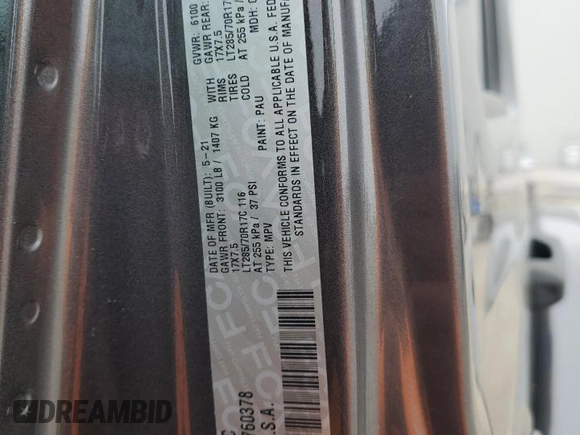 DATE OF MFR (BUILT): 5-21 GVWR: 6100
GAWR FRONT: 3100 LB / 1407 KG WITH GAWR REAR:
17X7.5 RIMS 17X7.5
LT285/70R17C 116 TIRES LT285/70R17
AT 255 kPa / 37 PSI COLD AT 255 kPa /
TYPE: MPV PAINT: PAU MDH:
THIS VEHICLE CONFORMS TO ALL APPLICABLE U.S.A. FED
STANDARDS IN EFFECT ON THE DATE OF MANUF
760378
.S.A.
DREAMBID